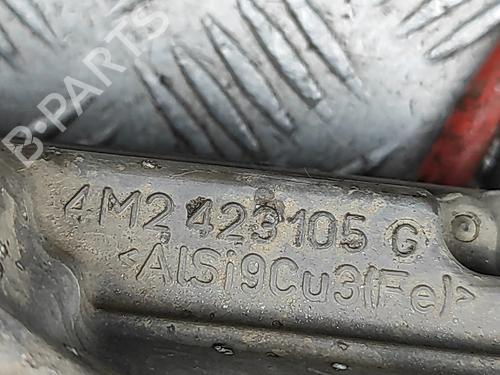 B-PARTS
4M2 423 105 G
<AlSi9Cu3(Fe)>